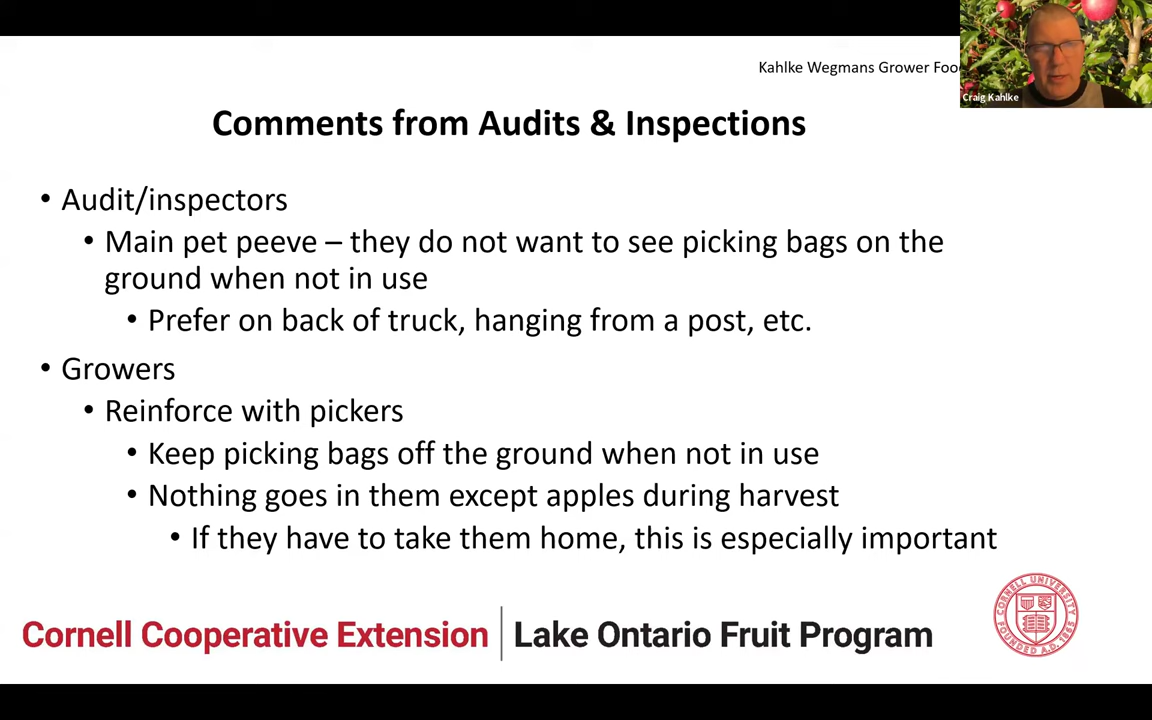 Kahlke Wegmans Grower Foo
Craig Kahlke
Comments from Audits & Inspections
• Audit/inspectors
• Main pet peeve – they do not want to see picking bags on the
ground when not in use
• Prefer on back of truck, hanging from a post, etc.
• Growers
• Reinforce with pickers
• Keep picking bags off the ground when not in use
• Nothing goes in them except apples during harvest
• If they have to take them home, this is especially important
Cornell Cooperative Extension | Lake Ontario Fruit Program
CORNELL UNIVERSITY
FOUNDED A.D. 1865